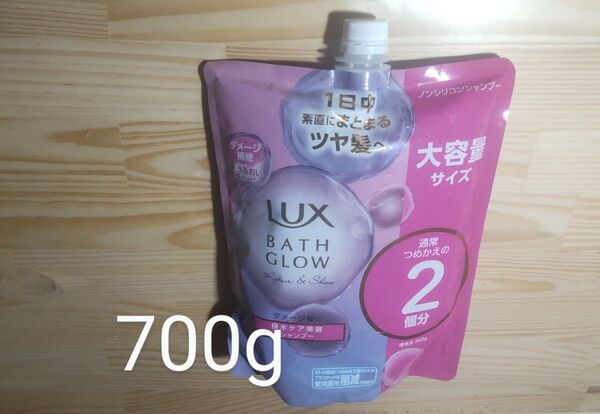 ノンシリコンシャンプー
1日中
素直にまとまる
ツヤ髪へ
大容量
サイズ
ダメージ
補修
うるおい
LUX
BATH
GLOW
Repair & Shine
通常
つめかえの
2
個分
ダメージ髪に
保水ケア美容
シャンプー
700g